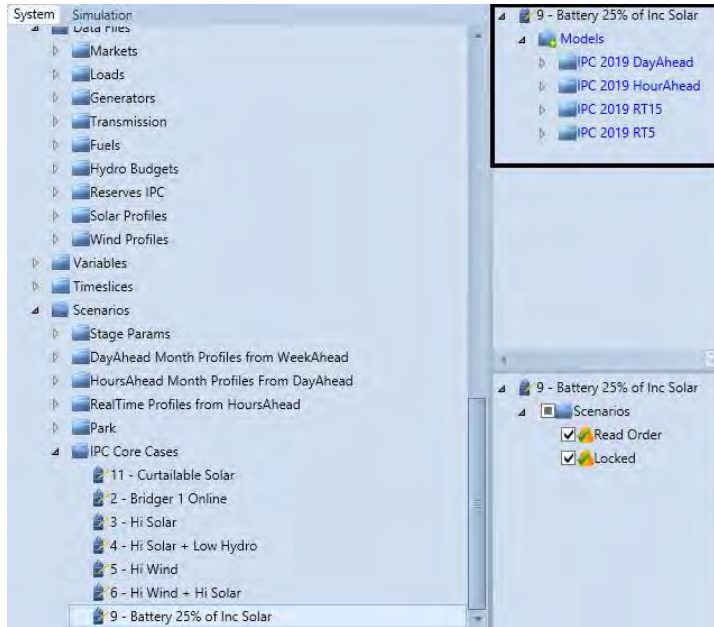 System Simulation
Data Files
Markets
Loads
Generators
Transmission
Fuels
Hydro Budgets
Reserves IPC
Solar Profiles
Wind Profiles
Variables
Timeslices
Scenarios
Stage Params
DayAhead Month Profiles from WeekAhead
HoursAhead Month Profiles From DayAhead
RealTime Profiles from HoursAhead
Park
IPC Core Cases
11 - Curtailable Solar
2 - Bridger 1 Online
3 - Hi Solar
4 - Hi Solar + Low Hydro
5 - Hi Wind
6 - Hi Wind + Hi Solar
9 - Battery 25% of Inc Solar
9 - Battery 25% of Inc Solar
Models
IPC 2019 DayAhead
IPC 2019 HourAhead
IPC 2019 RT15
IPC 2019 RT5
9 - Battery 25% of Inc Solar
Scenarios
Read Order
Locked